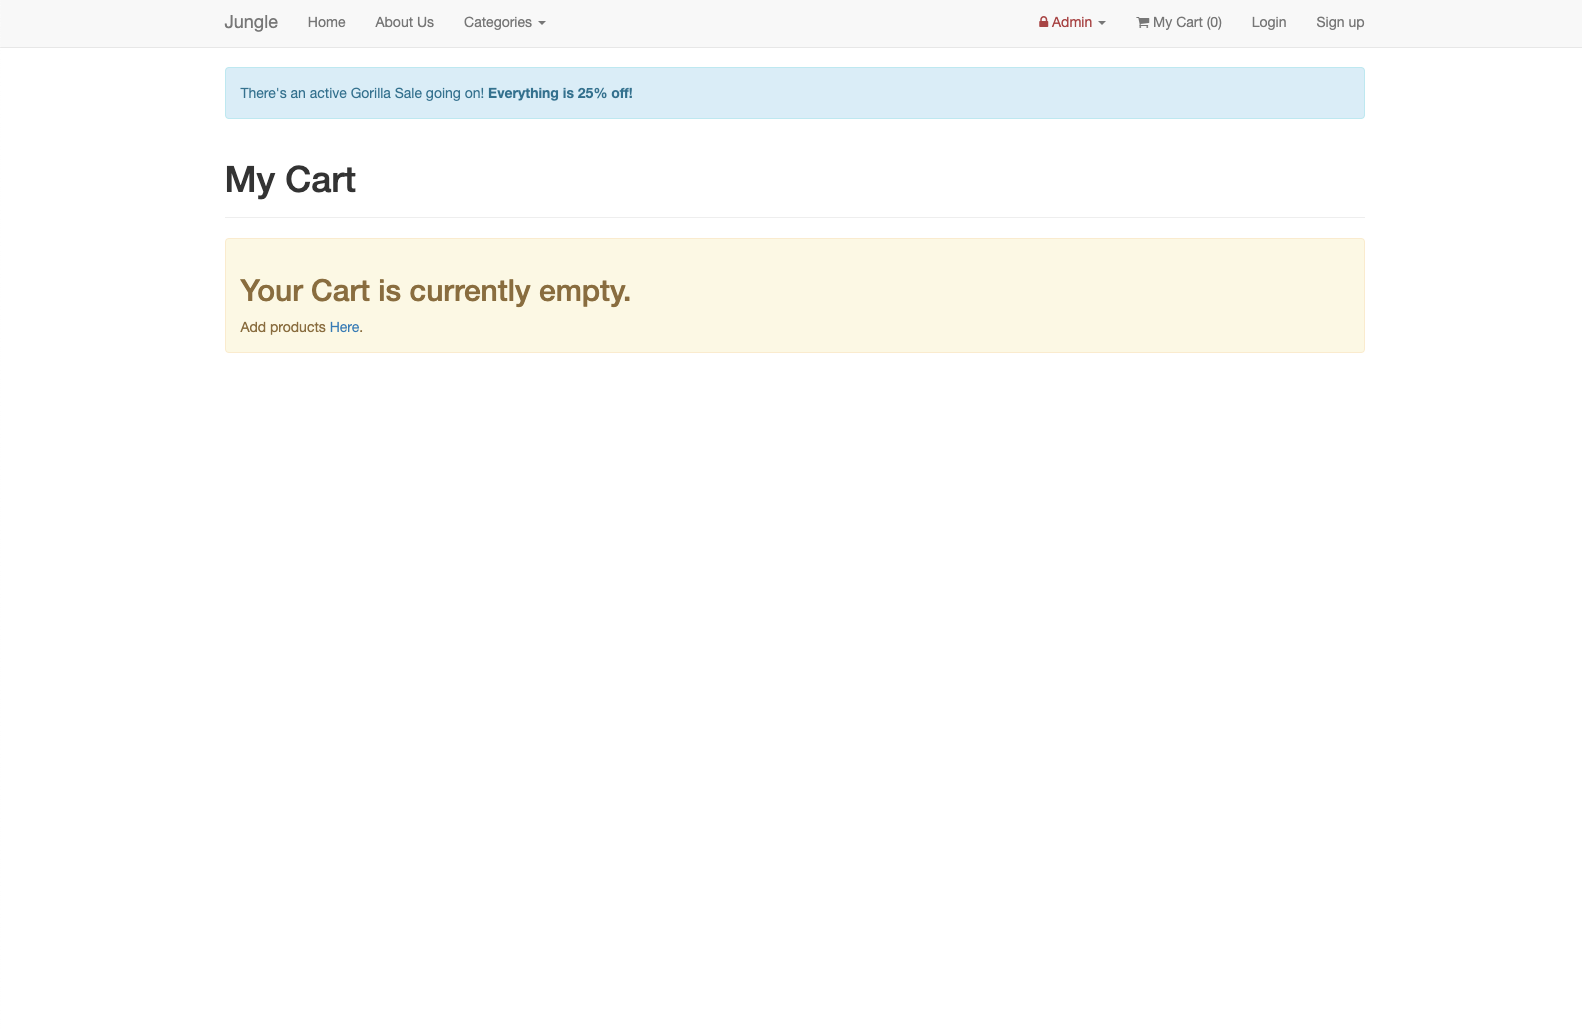 Jungle Home About Us Categories Admin My Cart (0) Login Sign up
There's an active Gorilla Sale going on! Everything is 25% off!
My Cart
Your Cart is currently empty.
Add products Here.